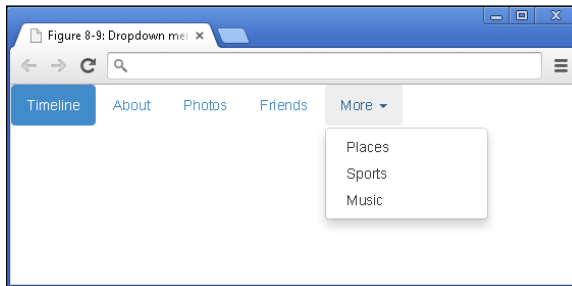 Figure 8-9: Dropdown me
Timeline About Photos Friends More
Places
Sports
Music